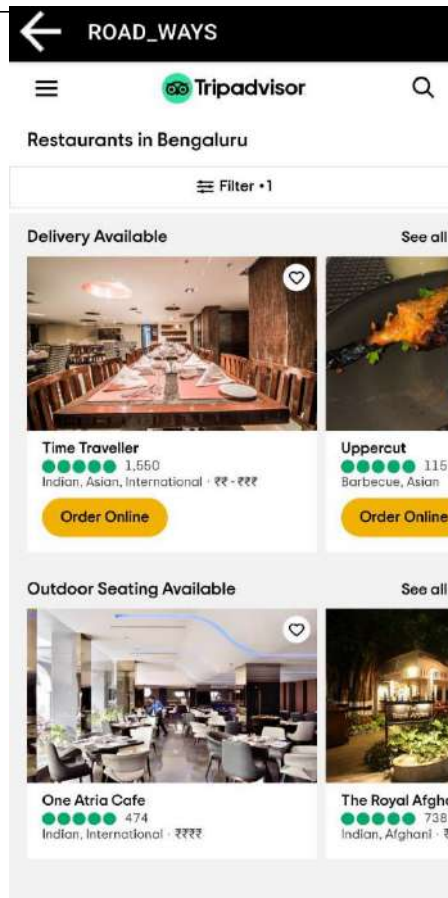 ROAD_WAYS
Tripadvisor
Restaurants in Bengaluru
Filter •1
Delivery Available See all
Time Traveller
1,550
Indian, Asian, International · ₹₹ - ₹₹₹
Order Online
Uppercut
115
Barbecue, Asian
Order Online
Outdoor Seating Available See all
One Atria Cafe
474
Indian, International · ₹₹₹₹
The Royal Afgha
738
Indian, Afghani ·